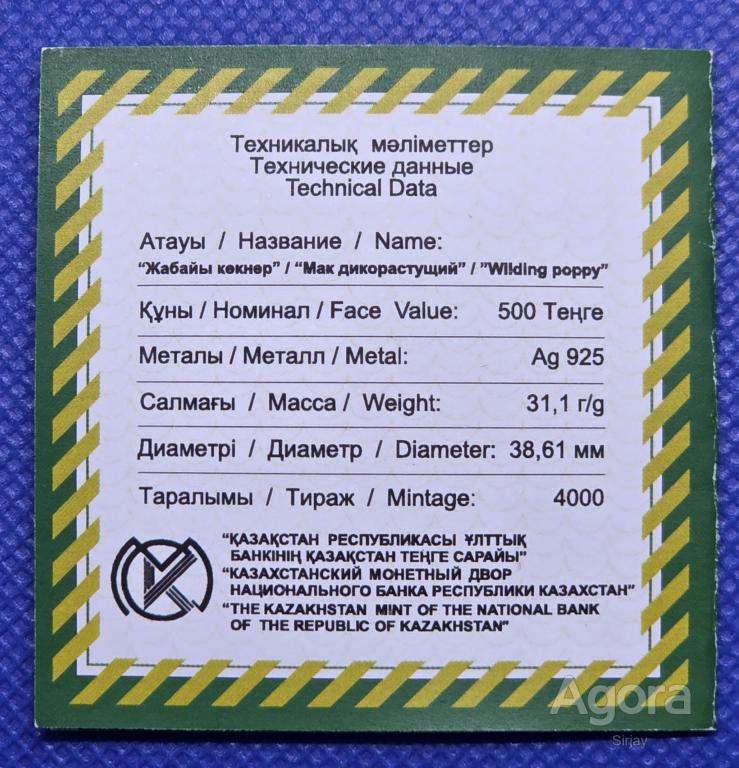 Техникалық мәліметтер
Технические данные
Technical Data
Атауы / Название / Name:
"Жабайы көкнәр" / "Мак дикорастущий" / "Wilding poppy"
Құны / Номинал / Face Value: 500 Теңге
Металы / Металл / Metal: Ag 925
Салмағы / Масса / Weight: 31,1 г/g
Диаметрі / Диаметр / Diameter: 38,61 мм
Таралымы / Тираж / Mintage: 4000
"ҚАЗАҚСТАН РЕСПУБЛИКАСЫ ҰЛТТЫҚ
БАНКІНІҢ ҚАЗАҚСТАН ТЕҢГЕ САРАЙЫ"
"КАЗАХСТАНСКИЙ МОНЕТНЫЙ ДВОР
НАЦИОНАЛЬНОГО БАНКА РЕСПУБЛИКИ КАЗАХСТАН"
"THE KAZAKHSTAN MINT OF THE NATIONAL BANK
OF THE REPUBLIC OF KAZAKHSTAN"
Agora
Sirjay